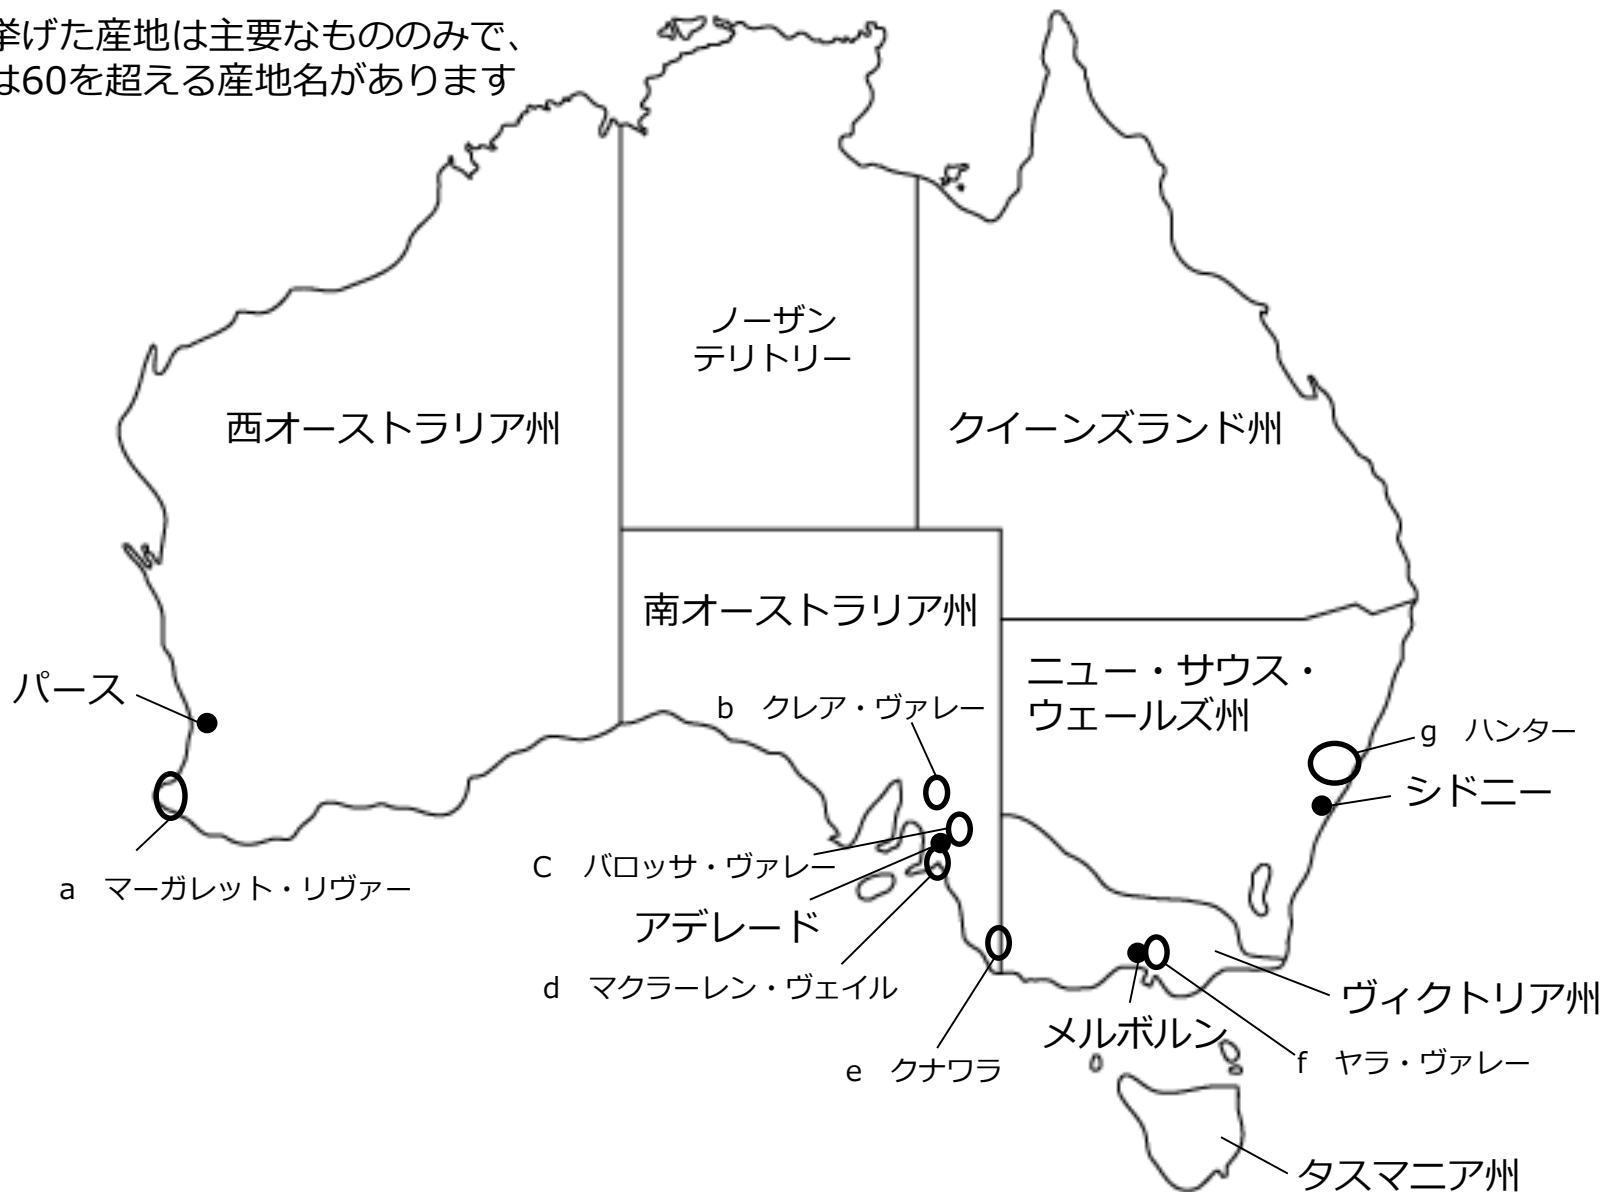 挙げた産地は主要なもののみで、
は60を超える産地名があります
ノーザン
テリトリー
西オーストラリア州
クイーンズランド州
南オーストラリア州
ニュー・サウス・
ウェールズ州
パース
b クレア・ヴァレー
g ハンター
シドニー
C バロッサ・ヴァレー
a マーガレット・リヴァー
アデレード
d マクラーレン・ヴェイル
ヴィクトリア州
メルボルン
f ヤラ・ヴァレー
e クナワラ
タスマニア州